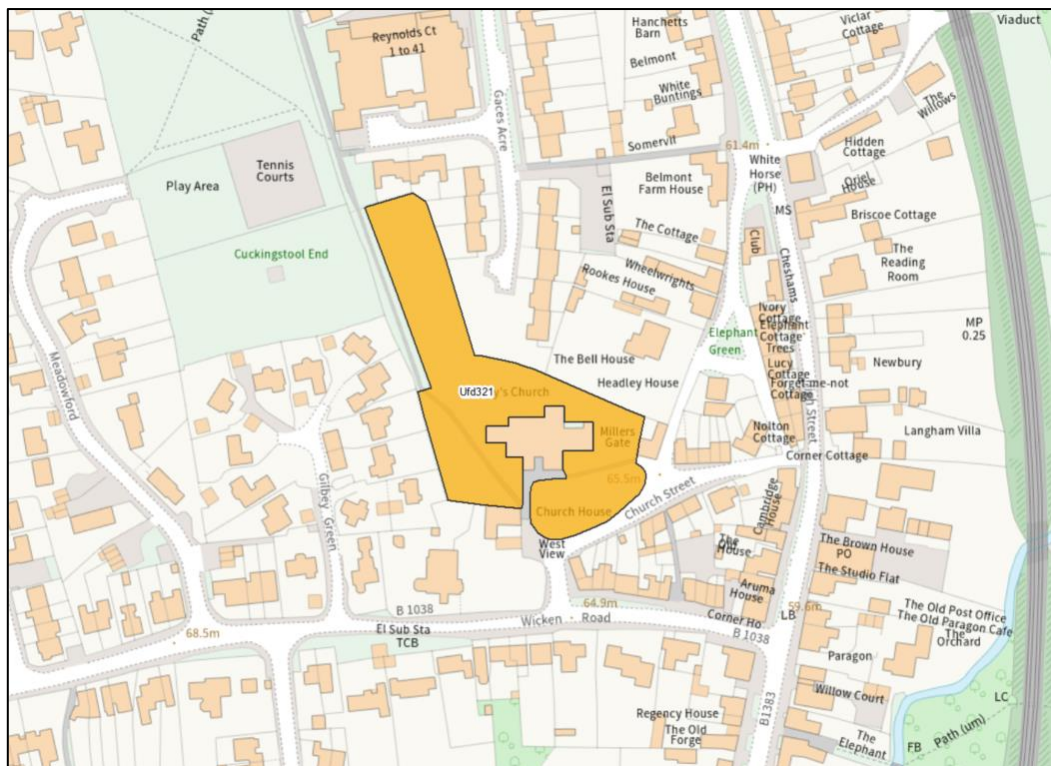 Path (
Reynolds Ct
1 to 41
Gaces Acre
Hanchetts
Barn
Belmont
White
Buntings
Viclar
Cottage
Viaduct
The
Willows
Somervil
61.4m
White
Horse
(PH)
Hidden
Cottage
Oriel
House
Tennis
Courts
Play Area
Belmont
Farm House
El Sub Sta
MS
Briscoe Cottage
The Cottage
Club
Cheshams
The
Reading
Room
Cuckingstool End
Wheelwrights
Rookes House
Ivory
Cottage
Elephant
Cottage
Trees
Elephant
Green
MP
0.25
Meadowford
The Bell House
Lucy
Cottage
Newbury
Headley House
Forget-me-not
Cottage
Ufd321
y's Church
Millers
Gate
Nolton
Cottage
Langham Villa
Corner Cottage
Gilbey Green
65.5m
Church Street
Church House
Cambridge
House
West
View
The
House
The Brown House
PO
The Studio Flat
Aruma
House
B 1038
64.9m
Corner Ho
LB
59.6m
The Old Post Office
The Old Paragon Cafe
The
Orchard
68.5m
El Sub Sta
TCB
Wicken Road
B 1038
Paragon
Willow Court
B1383
LC
Regency House
The Old
Forge
The
Elephant
FB
Path (um)